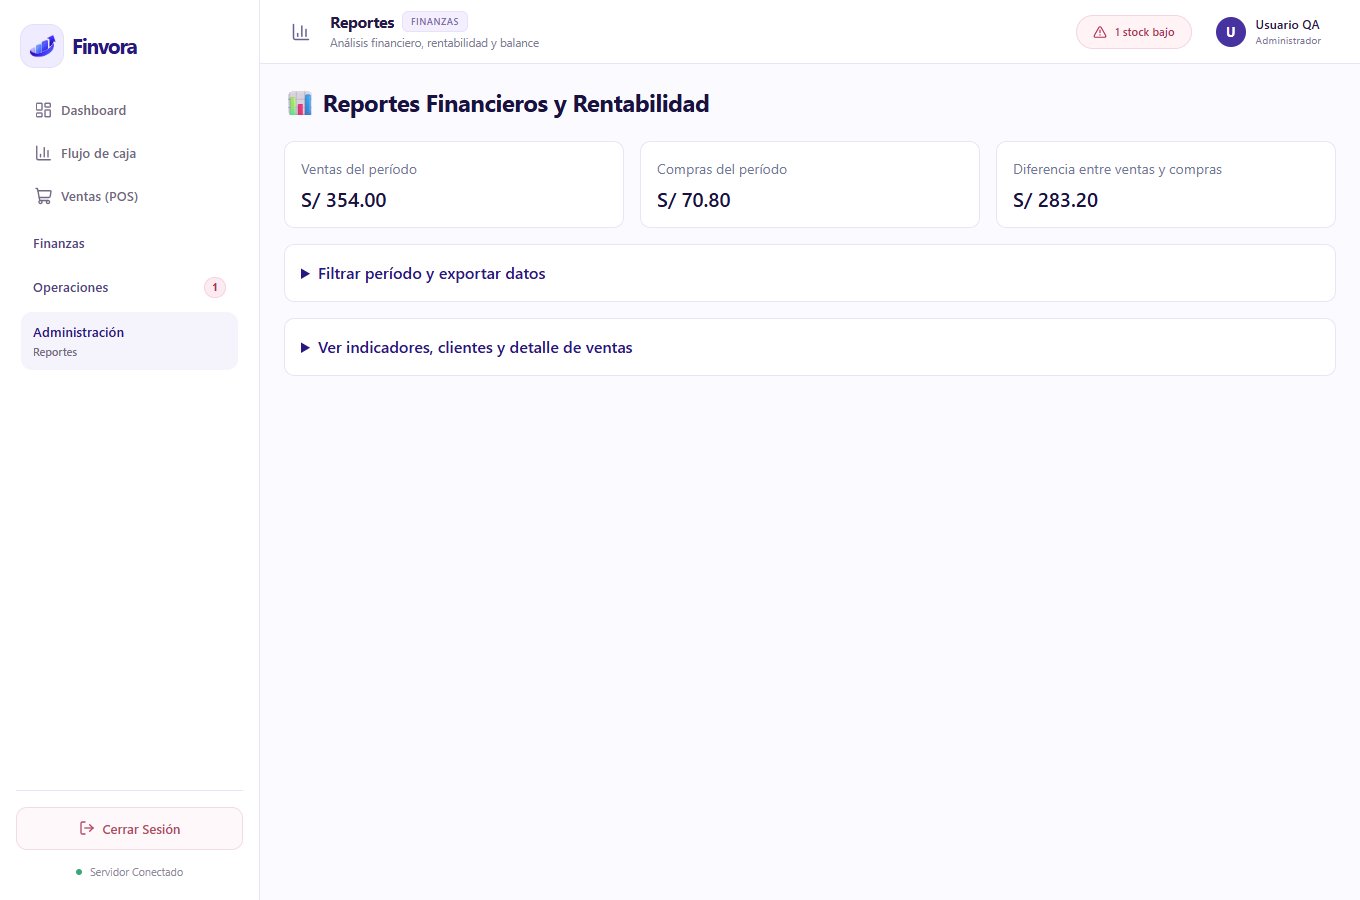 Finvora
Dashboard
Flujo de caja
Ventas (POS)
Finanzas
Operaciones 1
Administración
Reportes
Cerrar Sesión
Servidor Conectado
Reportes FINANZAS
Análisis financiero, rentabilidad y balance
1 stock bajo
U
Usuario QA
Administrador
Reportes Financieros y Rentabilidad
Ventas del período
S/ 354.00
Compras del período
S/ 70.80
Diferencia entre ventas y compras
S/ 283.20
Filtrar período y exportar datos
Ver indicadores, clientes y detalle de ventas